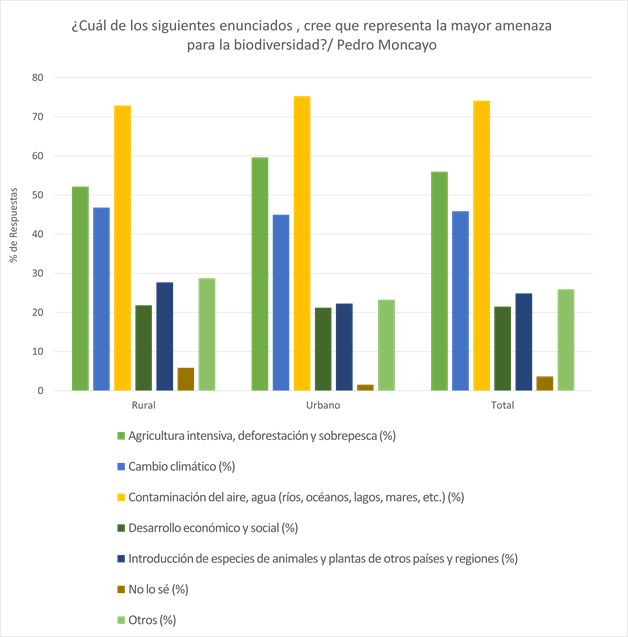 ¿Cuál de los siguientes enunciados , cree que representa la mayor amenaza
para la biodiversidad?/ Pedro Moncayo
80
70
60
50
40
30
20
10
0
% de Respuestas
Rural
Urbano
Total
Agricultura intensiva, deforestación y sobrepesca (%)
Cambio climático (%)
Contaminación del aire, agua (ríos, océanos, lagos, mares, etc.) (%)
Desarrollo económico y social (%)
Introducción de especies de animales y plantas de otros países y regiones (%)
No lo sé (%)
Otros (%)